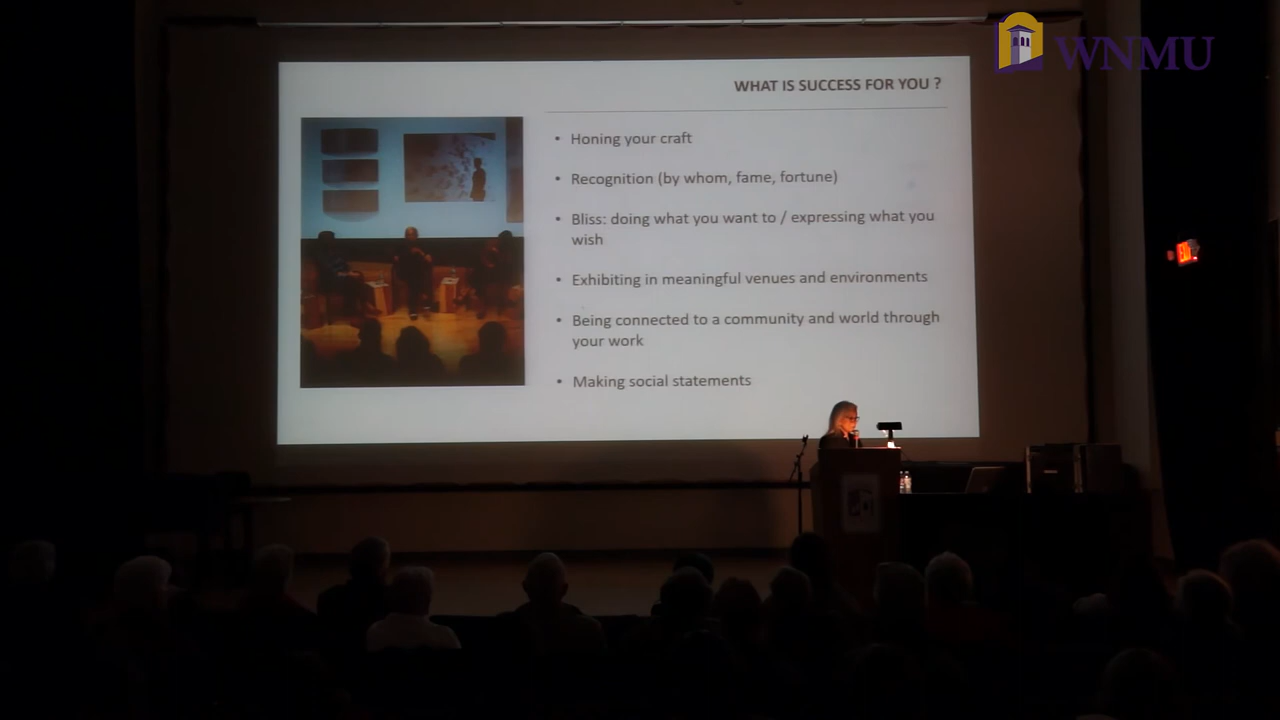 WNMU
WHAT IS SUCCESS FOR YOU ?
• Honing your craft
• Recognition (by whom, fame, fortune)
• Bliss: doing what you want to / expressing what you
wish
• Exhibiting in meaningful venues and environments
• Being connected to a community and world through
your work
• Making social statements
EXIT